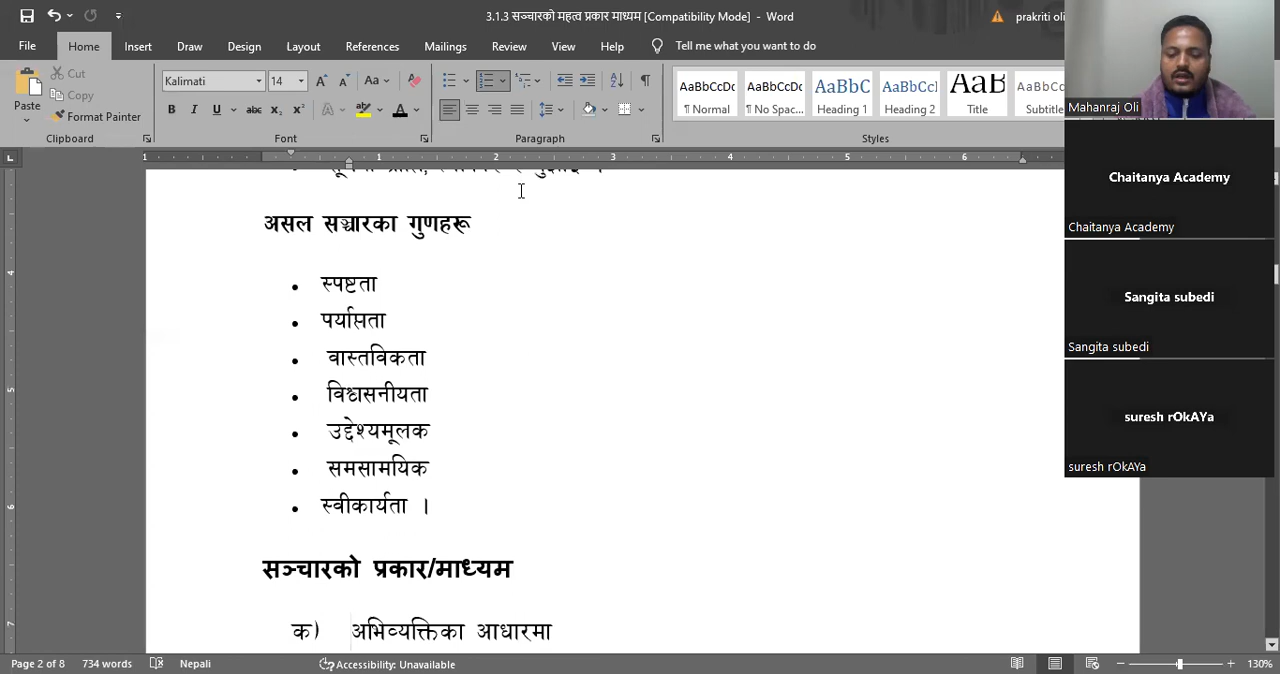 3.1.3 सञ्चारको महत्व प्रकार माध्यम [Compatibility Mode] - Word
prakriti oli
File Home Insert Draw Design Layout References Mailings Review View Help Tell me what you want to do
Paste
Cut
Copy
Format Painter
Kalimati 14
AaBbCcDc AaBbCcDc AaBbC AaBbCcI AaBbC AaBbCcD
¶ Normal ¶ No Spac... Heading 1 Heading 2 Title Subtitle
Clipboard Font Paragraph Styles
असल सञ्चारका गुणहरू
• स्पष्टता
• पर्याप्तता
• वास्तविकता
• विश्वासनीयता
• उद्देश्यमूलक
• समसामयिक
• स्वीकार्यता ।
सञ्चारको प्रकार/माध्यम
क) अभिव्यक्तिका आधारमा
Page 2 of 8 734 words Nepali Accessibility: Unavailable 130%
Mahanraj Oli
Chaitanya Academy
Chaitanya Academy
Sangita subedi
Sangita subedi
suresh rOkAYa
suresh rOkAYa